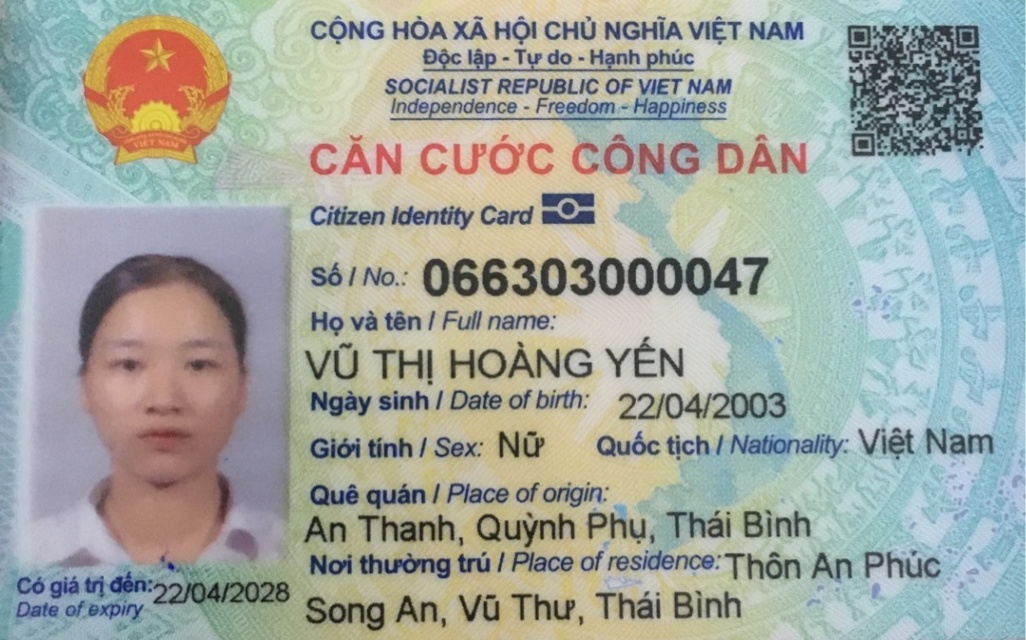 CỘNG HÒA XÃ HỘI CHỦ NGHĨA VIỆT NAM
Độc lập - Tự do - Hạnh phúc
SOCIALIST REPUBLIC OF VIET NAM
Independence - Freedom - Happiness
CĂN CƯỚC CÔNG DÂN
Citizen Identity Card
Số / No.: 066303000047
Họ và tên / Full name:
VŨ THỊ HOÀNG YẾN
Ngày sinh / Date of birth: 22/04/2003
Giới tính / Sex: Nữ Quốc tịch / Nationality: Việt Nam
Quê quán / Place of origin:
An Thanh, Quỳnh Phụ, Thái Bình
Nơi thường trú / Place of residence: Thôn An Phúc
Song An, Vũ Thư, Thái Bình
Có giá trị đến: 22/04/2028
Date of expiry
VIỆT NAM